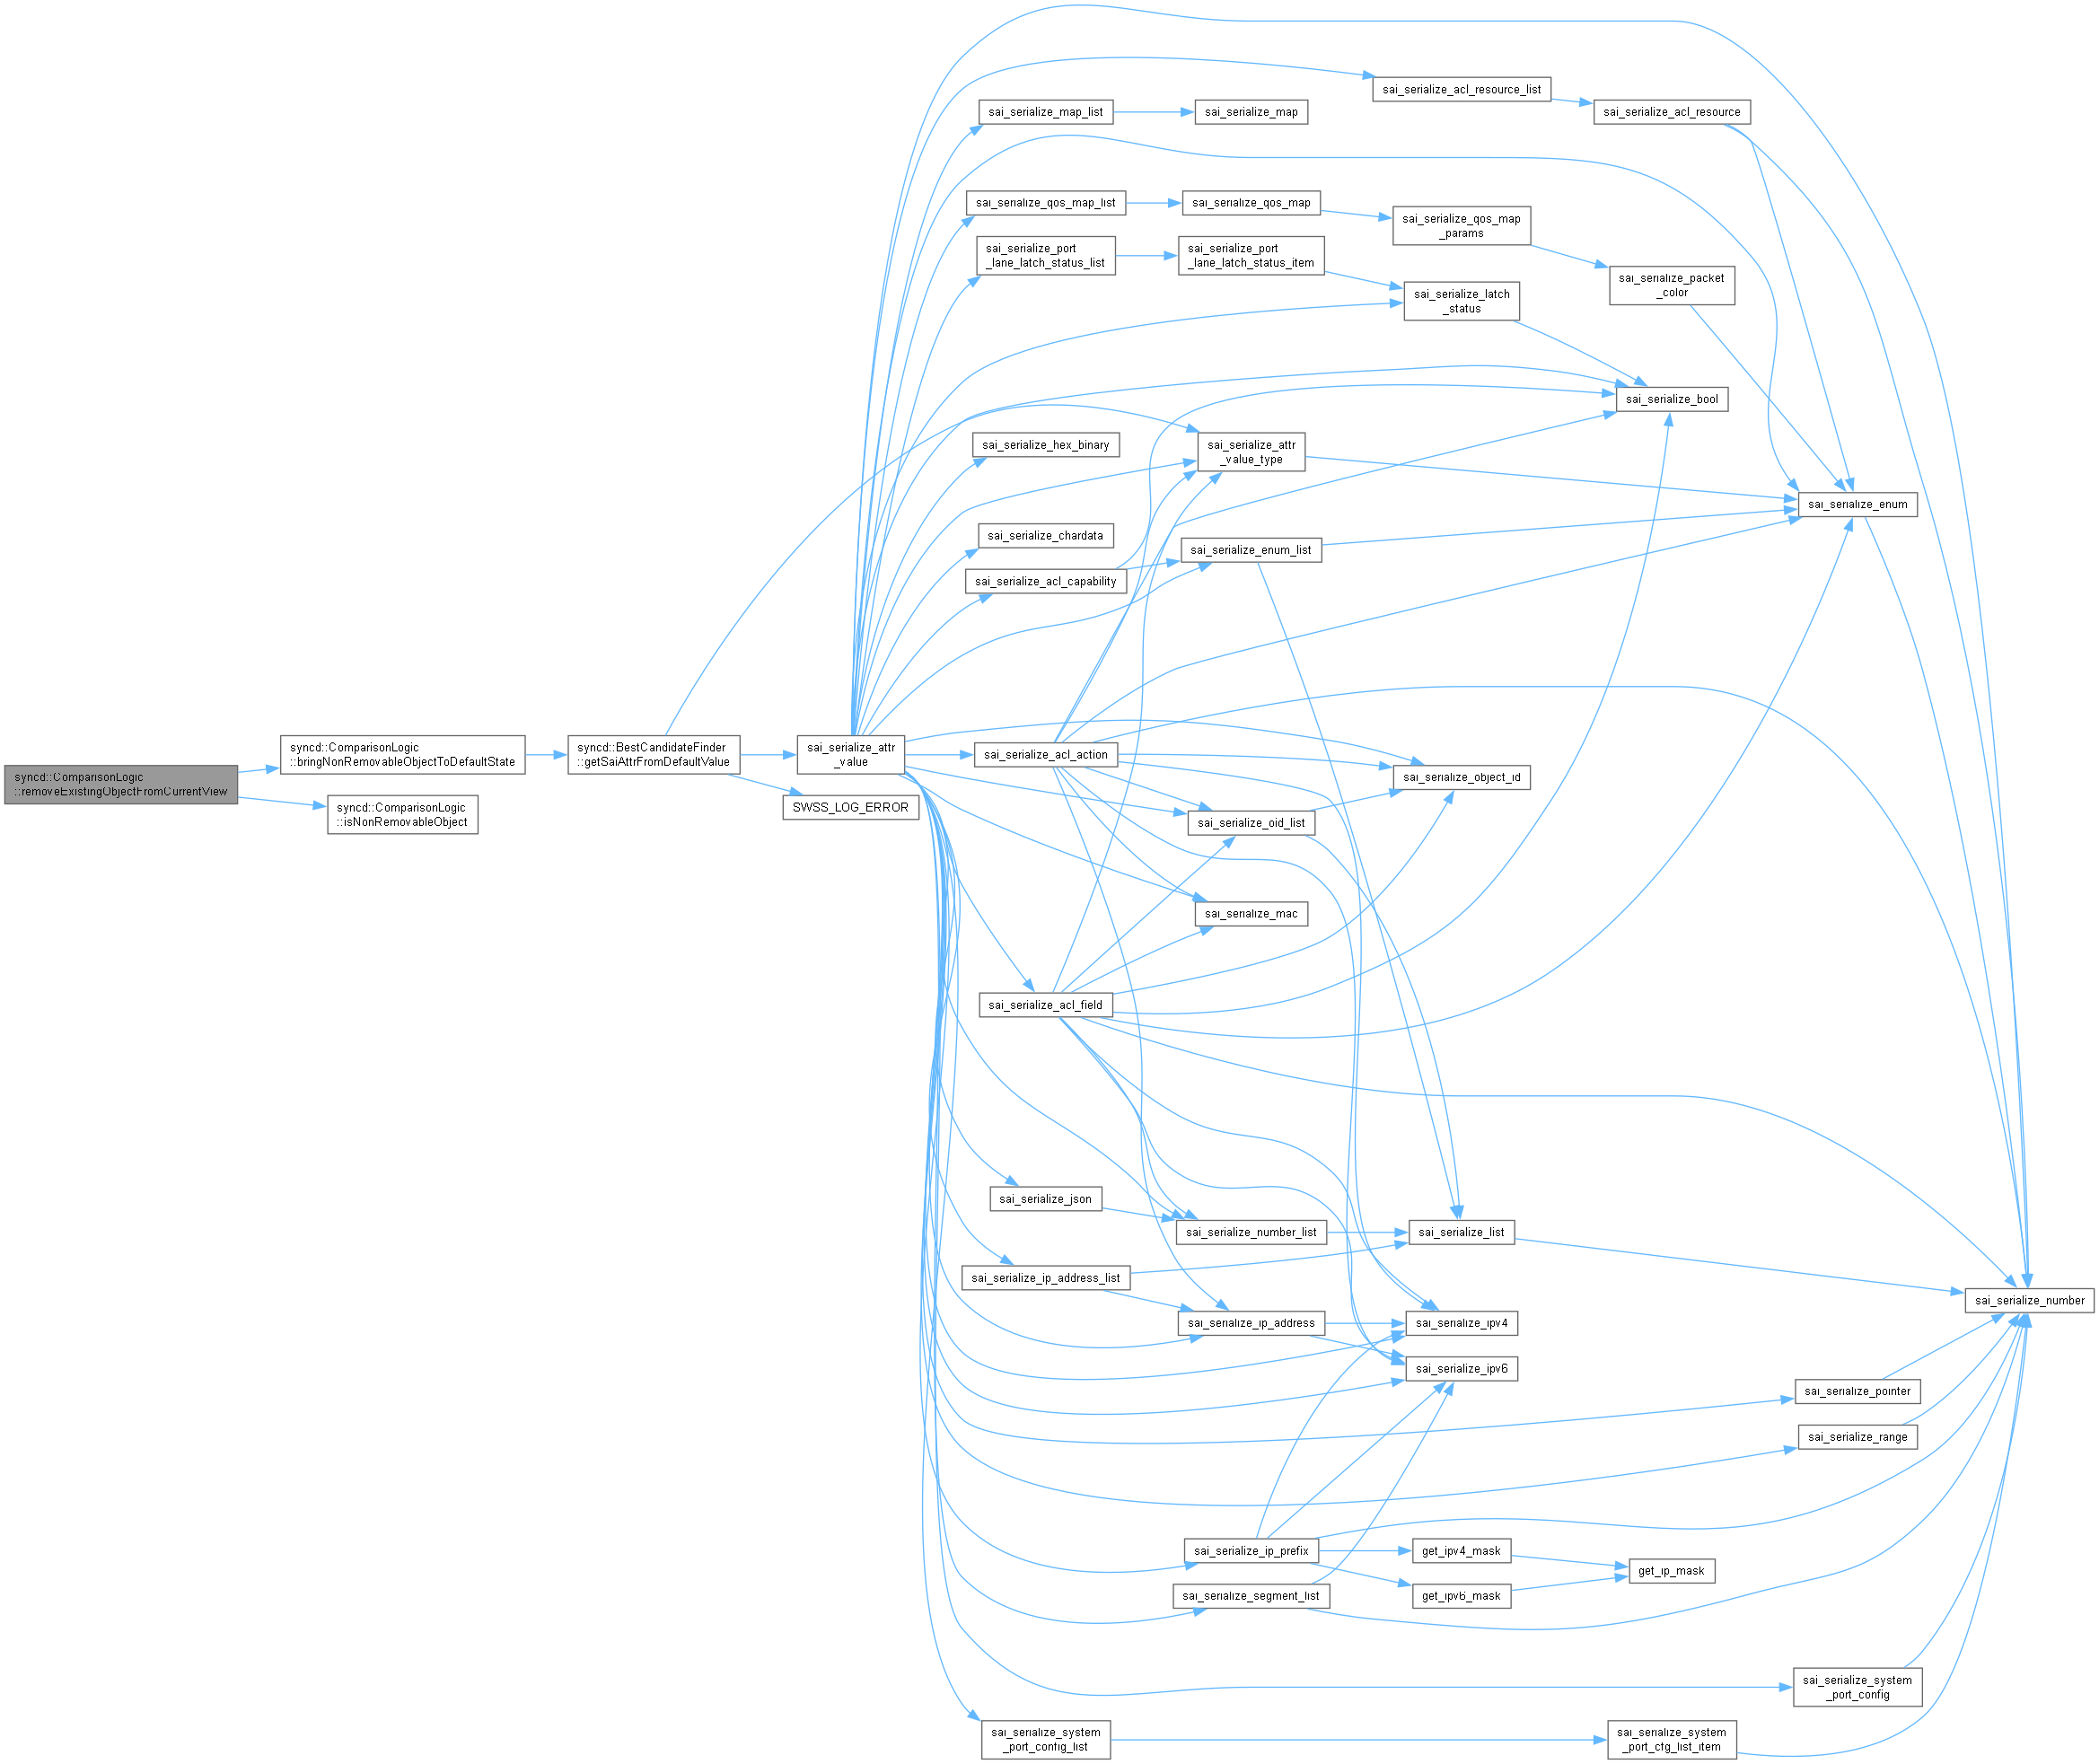 sai_serialize_acl_resource_list
sai_serialize_map_list
sai_serialize_map
sai_serialize_acl_resource
sai_serialize_qos_map_list
sai_serialize_qos_map
sai_serialize_qos_map
_params
sai_serialize_port
_lane_latch_status_list
sai_serialize_port
_lane_latch_status_item
sai_serialize_packet
_color
sai_serialize_latch
_status
sai_serialize_bool
sai_serialize_hex_binary
sai_serialize_attr
_value_type
sai_serialize_enum
sai_serialize_chardata
sai_serialize_enum_list
sai_serialize_acl_capability
syncd::ComparisonLogic
::removeExistingObjectFromCurrentView
syncd::ComparisonLogic
::bringNonRemovableObjectToDefaultState
syncd::BestCandidateFinder
::getSaiAttrFromDefaultValue
sai_serialize_attr
_value
sai_serialize_acl_action
sai_serialize_object_id
syncd::ComparisonLogic
::isNonRemovableObject
SWSS_LOG_ERROR
sai_serialize_oid_list
sai_serialize_mac
sai_serialize_acl_field
sai_serialize_json
sai_serialize_number_list
sai_serialize_list
sai_serialize_ip_address_list
sai_serialize_number
sai_serialize_ip_address
sai_serialize_ipv4
sai_serialize_ipv6
sai_serialize_pointer
sai_serialize_range
sai_serialize_ip_prefix
get_ipv4_mask
get_ip_mask
sai_serialize_segment_list
get_ipv6_mask
sai_serialize_system
_port_config
sai_serialize_system
_port_config_list
sai_serialize_system
_port_cfg_list_item